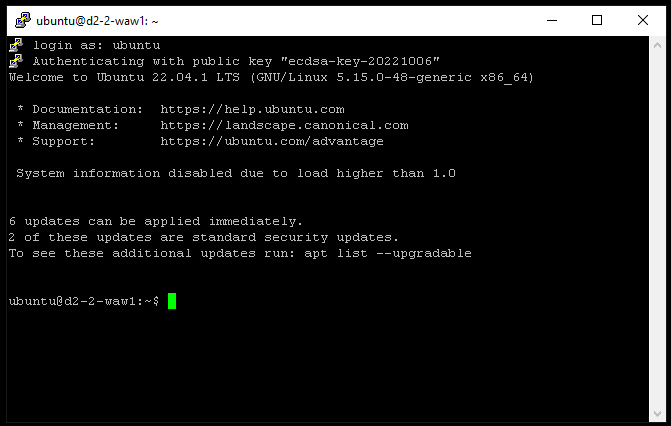 ubuntu@d2-2-waw1: ~
login as: ubuntu
Authenticating with public key "ecdsa-key-20221006"
Welcome to Ubuntu 22.04.1 LTS (GNU/Linux 5.15.0-48-generic x86_64)
* Documentation:  https://help.ubuntu.com
* Management:     https://landscape.canonical.com
* Support:        https://ubuntu.com/advantage
System information disabled due to load higher than 1.0
6 updates can be applied immediately.
2 of these updates are standard security updates.
To see these additional updates run: apt list --upgradable
ubuntu@d2-2-waw1:~$